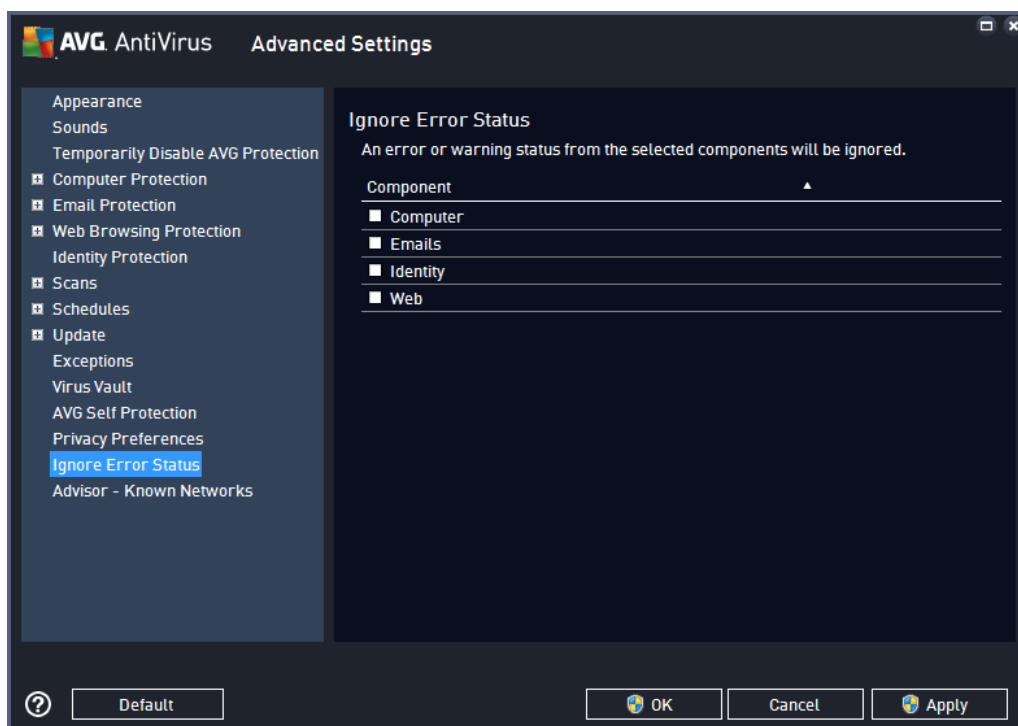 AVG. AntiVirus Advanced Settings
Appearance
Sounds
Temporarily Disable AVG Protection
Computer Protection
Email Protection
Web Browsing Protection
Identity Protection
Scans
Schedules
Update
Exceptions
Virus Vault
AVG Self Protection
Privacy Preferences
Ignore Error Status
Advisor - Known Networks
Ignore Error Status
An error or warning status from the selected components will be ignored.
Component
Computer
Emails
Identity
Web
? Default OK Cancel Apply